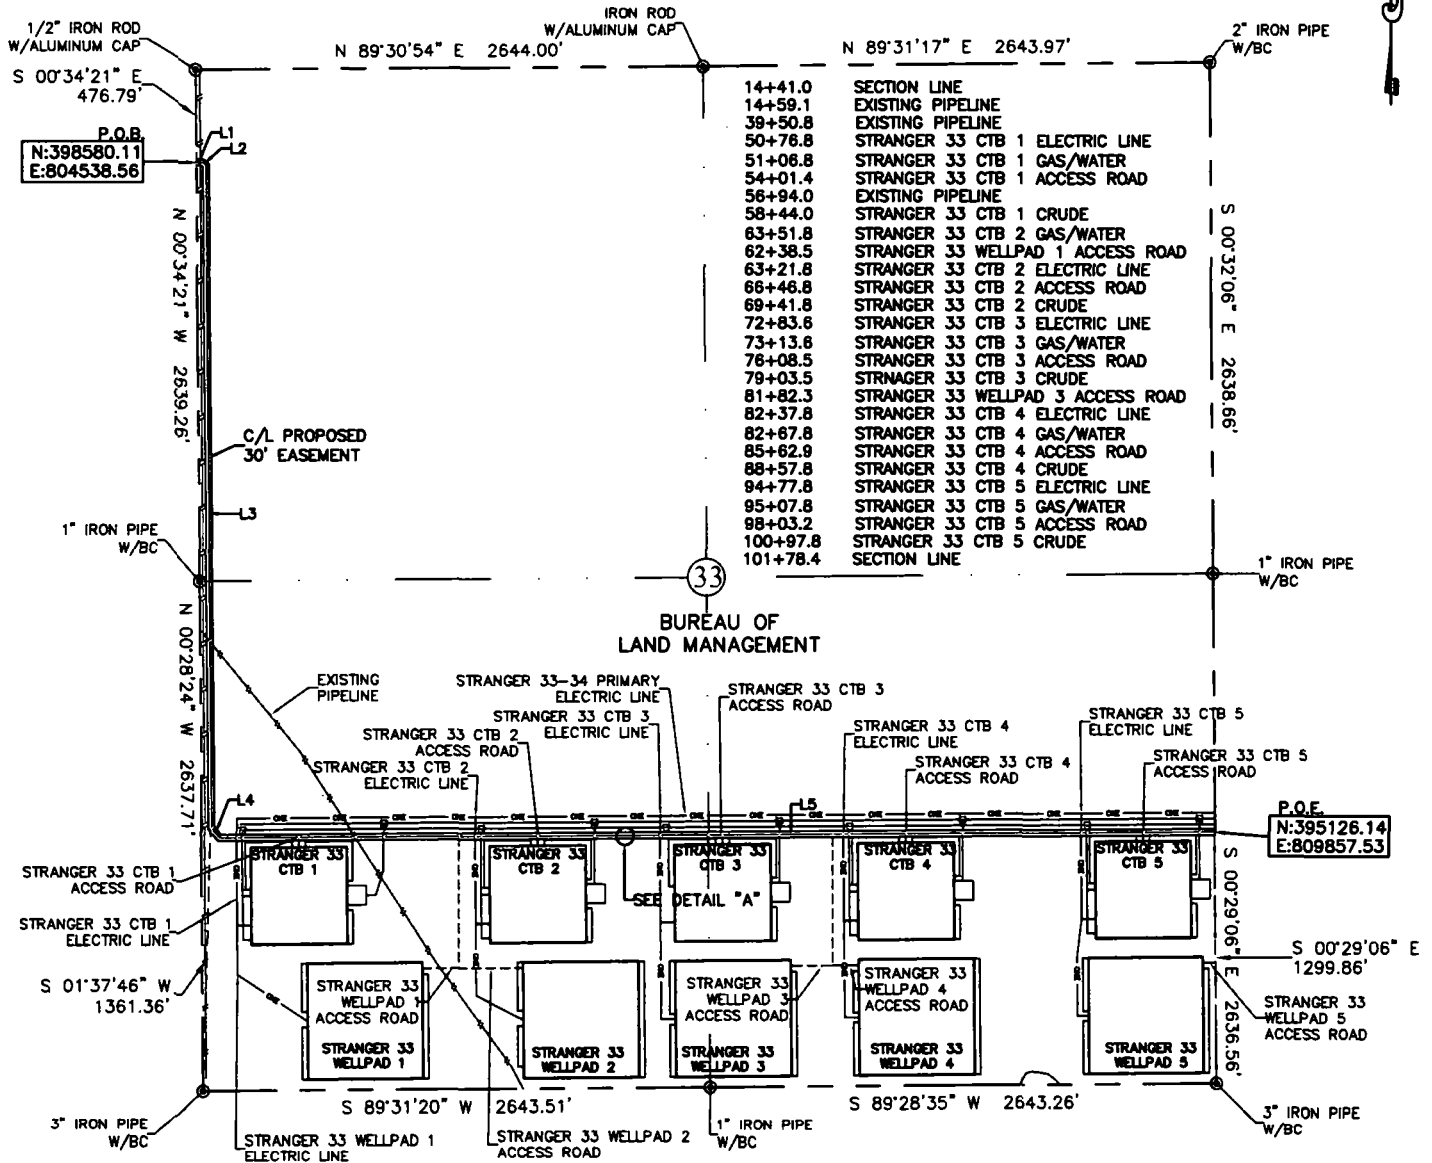 1/2" IRON ROD
W/ALUMINUM CAP
IRON ROD
W/ALUMINUM CAP
2" IRON PIPE
W/BC
N 89°30'54" E 2644.00'
N 89°31'17" E 2643.97'
S 00°34'21" E
476.79'
P.O.B.
N:398580.11
E:804538.56
L1
L2
14+41.0 SECTION LINE
14+59.1 EXISTING PIPELINE
39+50.8 EXISTING PIPELINE
50+76.8 STRANGER 33 CTB 1 ELECTRIC LINE
51+06.8 STRANGER 33 CTB 1 GAS/WATER
54+01.4 STRANGER 33 CTB 1 ACCESS ROAD
56+94.0 EXISTING PIPELINE
58+44.0 STRANGER 33 CTB 1 CRUDE
63+51.8 STRANGER 33 CTB 2 GAS/WATER
62+38.5 STRANGER 33 WELLPAD 1 ACCESS ROAD
63+21.8 STRANGER 33 CTB 2 ELECTRIC LINE
66+46.8 STRANGER 33 CTB 2 ACCESS ROAD
69+41.8 STRANGER 33 CTB 2 CRUDE
72+83.6 STRANGER 33 CTB 3 ELECTRIC LINE
73+13.6 STRANGER 33 CTB 3 GAS/WATER
76+08.5 STRANGER 33 CTB 3 ACCESS ROAD
79+03.5 STRNAGER 33 CTB 3 CRUDE
81+82.3 STRANGER 33 WELLPAD 3 ACCESS ROAD
82+37.8 STRANGER 33 CTB 4 ELECTRIC LINE
82+67.8 STRANGER 33 CTB 4 GAS/WATER
85+62.9 STRANGER 33 CTB 4 ACCESS ROAD
88+57.8 STRANGER 33 CTB 4 CRUDE
94+77.8 STRANGER 33 CTB 5 ELECTRIC LINE
95+07.8 STRANGER 33 CTB 5 GAS/WATER
98+03.2 STRANGER 33 CTB 5 ACCESS ROAD
100+97.8 STRANGER 33 CTB 5 CRUDE
101+78.4 SECTION LINE
N 00°34'21" W 2639.26'
S 00°32'06" E 2638.66'
C/L PROPOSED
30' EASEMENT
L3
1" IRON PIPE
W/BC
33
1" IRON PIPE
W/BC
BUREAU OF
LAND MANAGEMENT
N 00°28'24" W 2637.71'
EXISTING
PIPELINE
STRANGER 33-34 PRIMARY
ELECTRIC LINE
STRANGER 33 CTB 3
ACCESS ROAD
STRANGER 33 CTB 3
ELECTRIC LINE
STRANGER 33 CTB 2
ACCESS ROAD
STRANGER 33 CTB 2
ELECTRIC LINE
STRANGER 33 CTB 4
ELECTRIC LINE
STRANGER 33 CTB 4
ACCESS ROAD
STRANGER 33 CTB 5
ELECTRIC LINE
STRANGER 33 CTB 5
ACCESS ROAD
L4
L5
P.O.E.
N:395126.14
E:809857.53
STRANGER 33 CTB 1
ACCESS ROAD
STRANGER 33 CTB 1
ELECTRIC LINE
STRANGER 33
CTB 1
STRANGER 33
CTB 2
STRANGER 33
CTB 3
STRANGER 33
CTB 4
STRANGER 33
CTB 5
SEE DETAIL "A"
S 00°29'06" E 2636.56'
S 00°29'06" E
1299.86'
S 01°37'46" W
1361.36'
STRANGER 33
WELLPAD 1
ACCESS ROAD
STRANGER 33
WELLPAD 3
ACCESS ROAD
STRANGER 33
WELLPAD 4
ACCESS ROAD
STRANGER 33
WELLPAD 5
ACCESS ROAD
STRANGER 33
WELLPAD 1
STRANGER 33
WELLPAD 2
STRANGER 33
WELLPAD 3
STRANGER 33
WELLPAD 4
STRANGER 33
WELLPAD 5
S 89°31'20" W 2643.51'
S 89°28'35" W 2643.26'
3" IRON PIPE
W/BC
STRANGER 33 WELLPAD 1
ELECTRIC LINE
STRANGER 33 WELLPAD 2
ACCESS ROAD
1" IRON PIPE
W/BC
3" IRON PIPE
W/BC